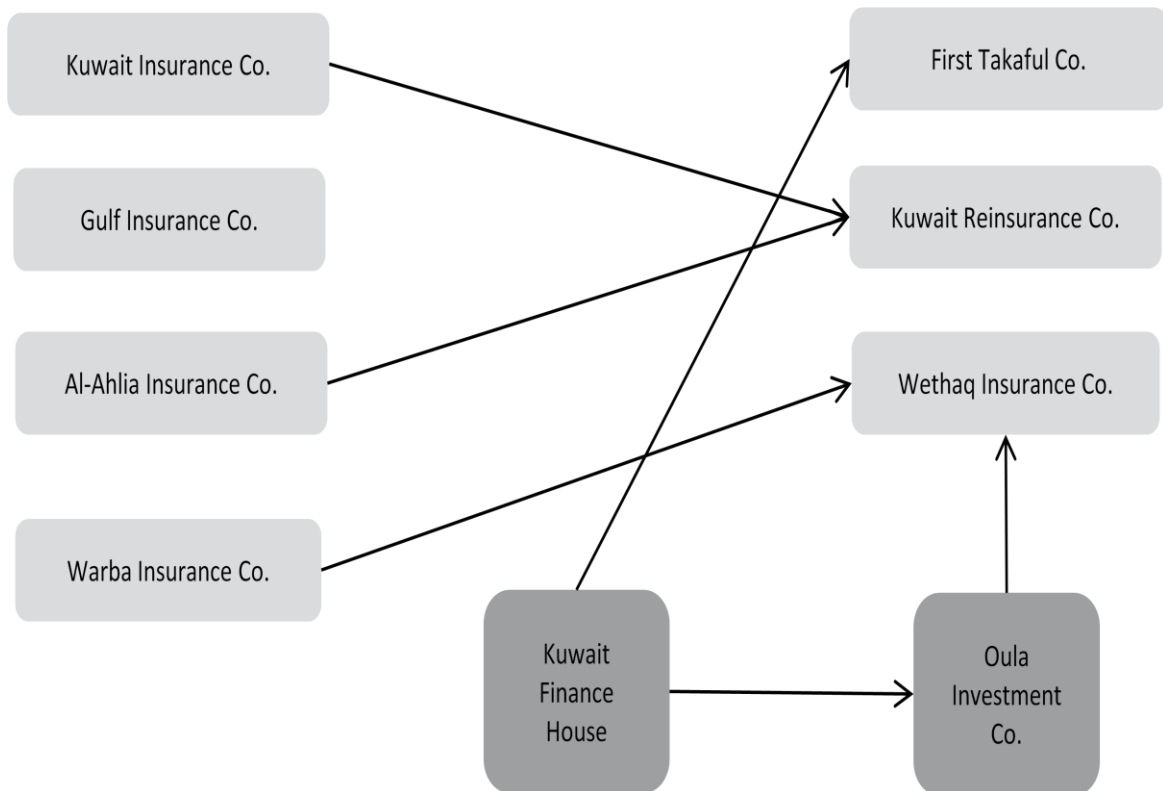 Kuwait Insurance Co.
First Takaful Co.
Gulf Insurance Co.
Kuwait Reinsurance Co.
Al-Ahlia Insurance Co.
Wethaq Insurance Co.
Warba Insurance Co.
Kuwait
Finance
House
Oula
Investment
Co.